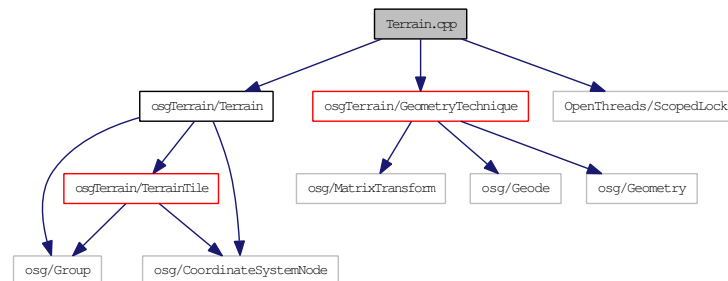 Terrain.cpp
osgTerrain/Terrain
osgTerrain/GeometryTechnique
OpenThreads/ScopedLock
osgTerrain/TerrainTile
osg/MatrixTransform
osg/Geode
osg/Geometry
osg/Group
osg/CoordinateSystemNode